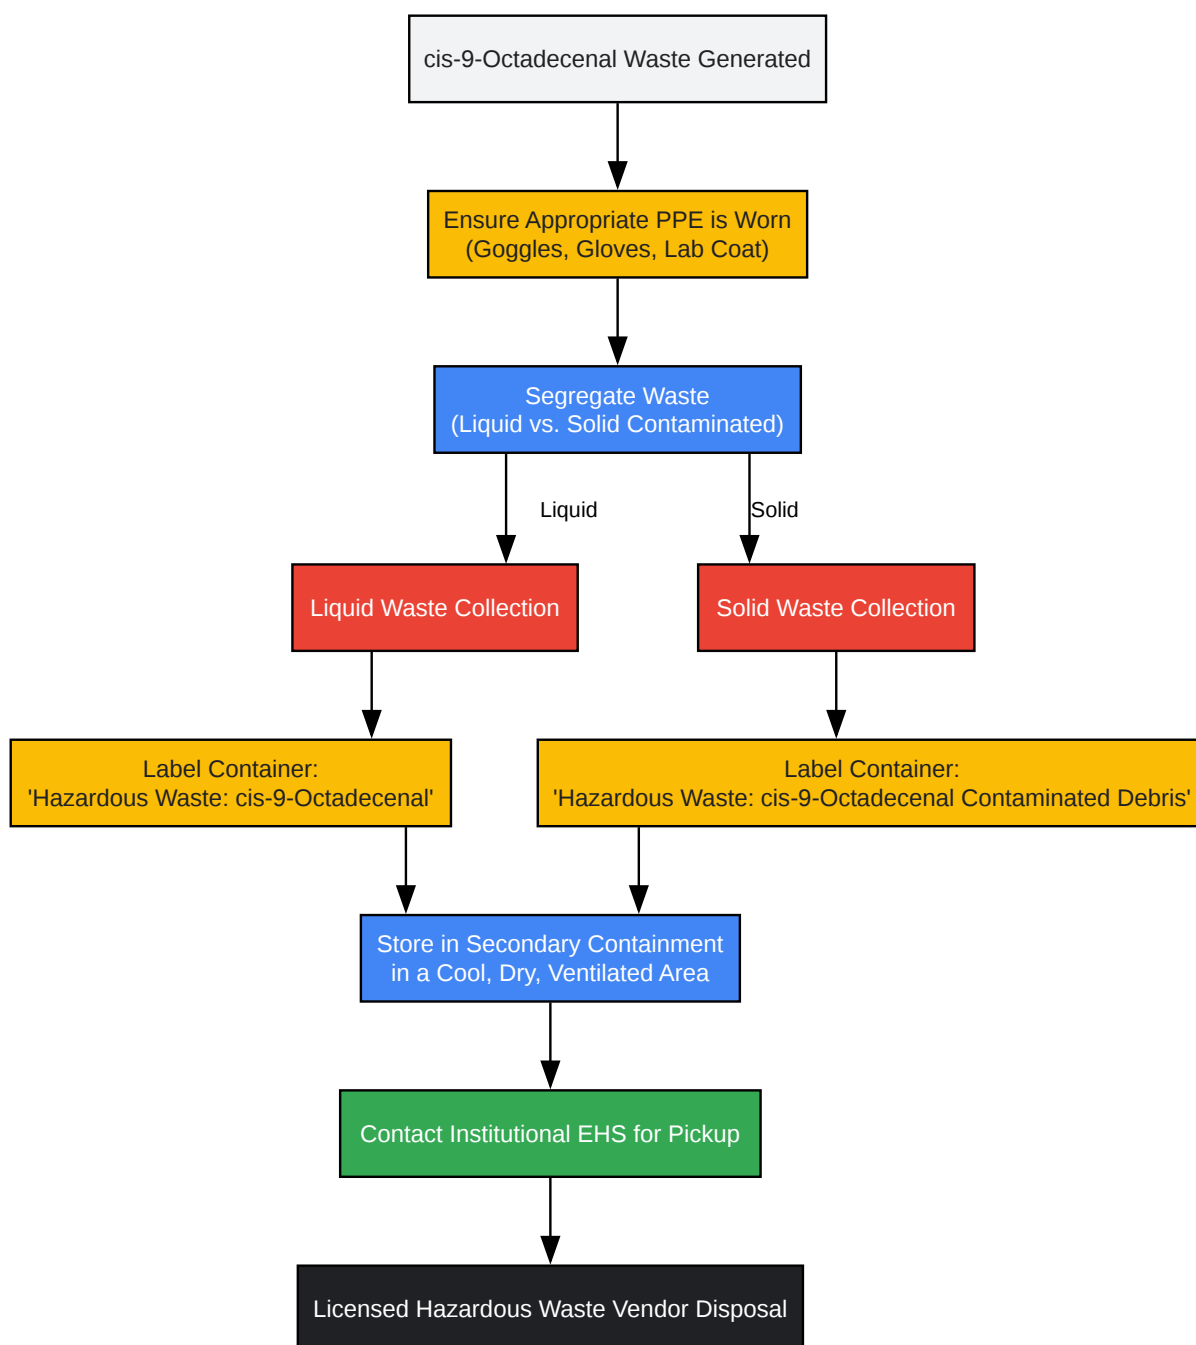 cis-9-Octadecenal Waste Generated
Ensure Appropriate PPE is Worn
(Goggles, Gloves, Lab Coat)
Segregate Waste
(Liquid vs. Solid Contaminated)
Liquid
Solid
Liquid Waste Collection
Solid Waste Collection
Label Container:
'Hazardous Waste: cis-9-Octadecenal'
Label Container:
'Hazardous Waste: cis-9-Octadecenal Contaminated Debris'
Store in Secondary Containment
in a Cool, Dry, Ventilated Area
Contact Institutional EHS for Pickup
Licensed Hazardous Waste Vendor Disposal